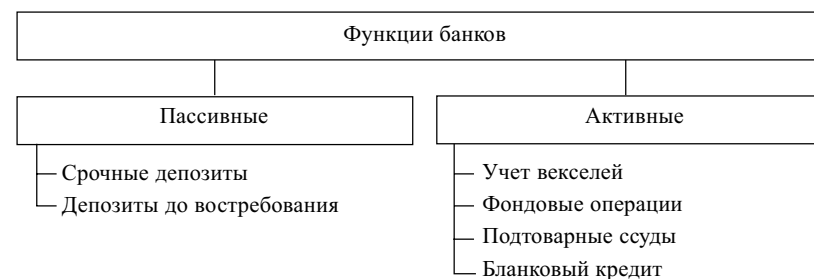 Функции банков
Пассивные
Срочные депозиты
Депозиты до востребования
Активные
Учет векселей
Фондовые операции
Подтоварные ссуды
Бланковый кредит